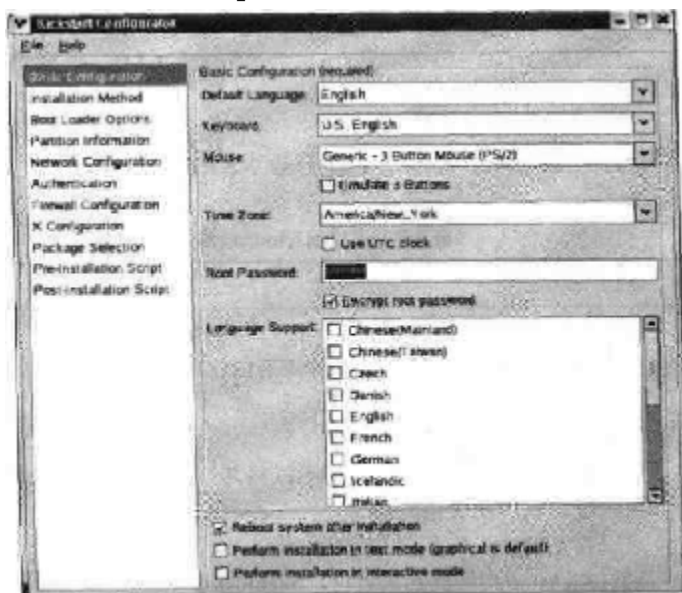 Kickstart Configurator
File Help
Basic Configuration
Installation Method
Boot Loader Options
Partition Information
Network Configuration
Authentication
Firewall Configuration
X Configuration
Package Selection
Pre-Installation Script
Post-Installation Script
Basic Configuration (required)
Default Language: English
Keyboard: U.S. English
Mouse: Generic - 3 Button Mouse (PS/2)
Emulate 3 Buttons
Time Zone: America/New_York
Use UTC clock
Root Password:
Encrypt root password
Language Support: Chinese(Mainland)
Chinese(Taiwan)
Czech
Danish
English
French
German
Icelandic
Italian
Reboot system after installation
Perform installation in text mode (graphical is default)
Perform installation in interactive mode